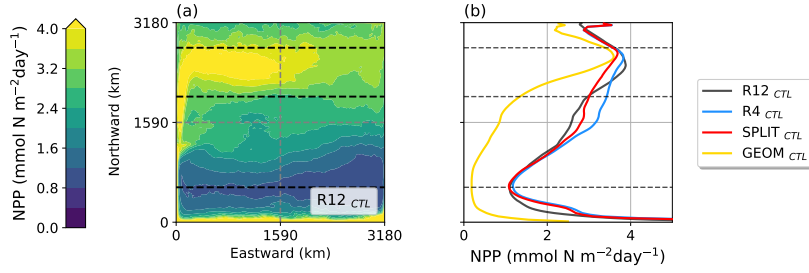 (a)
(b)
4.0
3.2
2.4
1.6
0.8
0.0
NPP (mmol N m⁻²day⁻¹)
3180
1590
0
Northward (km)
R12 CTL
0
1590
3180
Eastward (km)
0
2
4
NPP (mmol N m⁻²day⁻¹)
R12 CTL
R4 CTL
SPLIT CTL
GEOM CTL